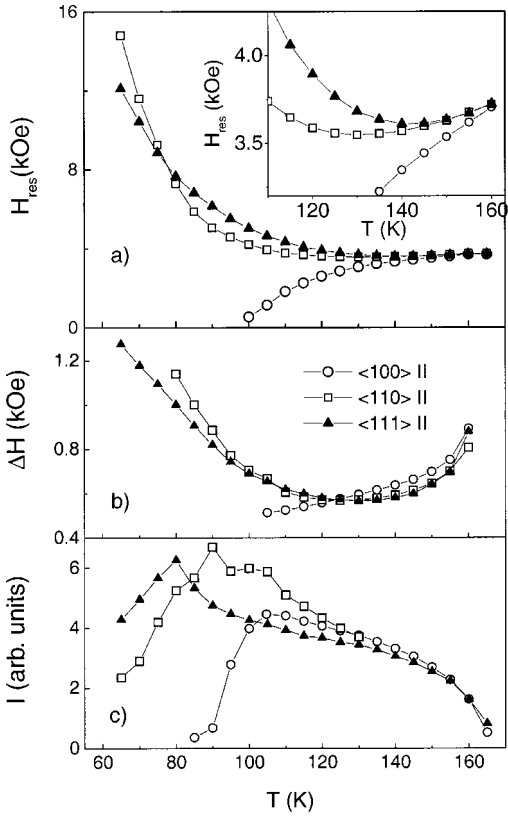 16
8
0
H_res(kOe)
a)
4.0
3.5
H_res (kOe)
120
140
160
T (K)
1.2
0.8
0.4
ΔH (kOe)
<100> II
<110> II
<111> II
b)
6
4
2
0
I (arb. units)
c)
60
80
100
120
140
160
T (K)